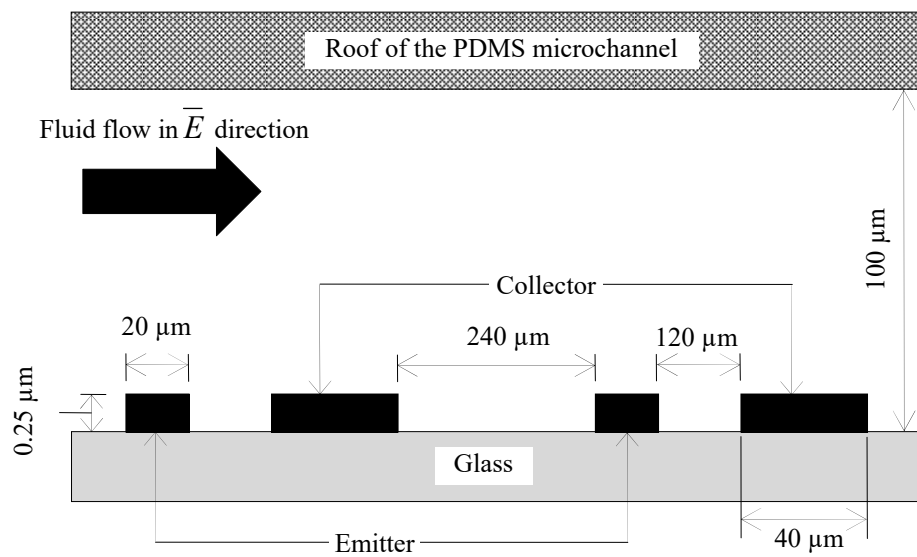 Roof of the PDMS microchannel
Fluid flow in E̅ direction
100 µm
Collector
20 µm
240 µm
120 µm
0.25 µm
Glass
Emitter
40 µm